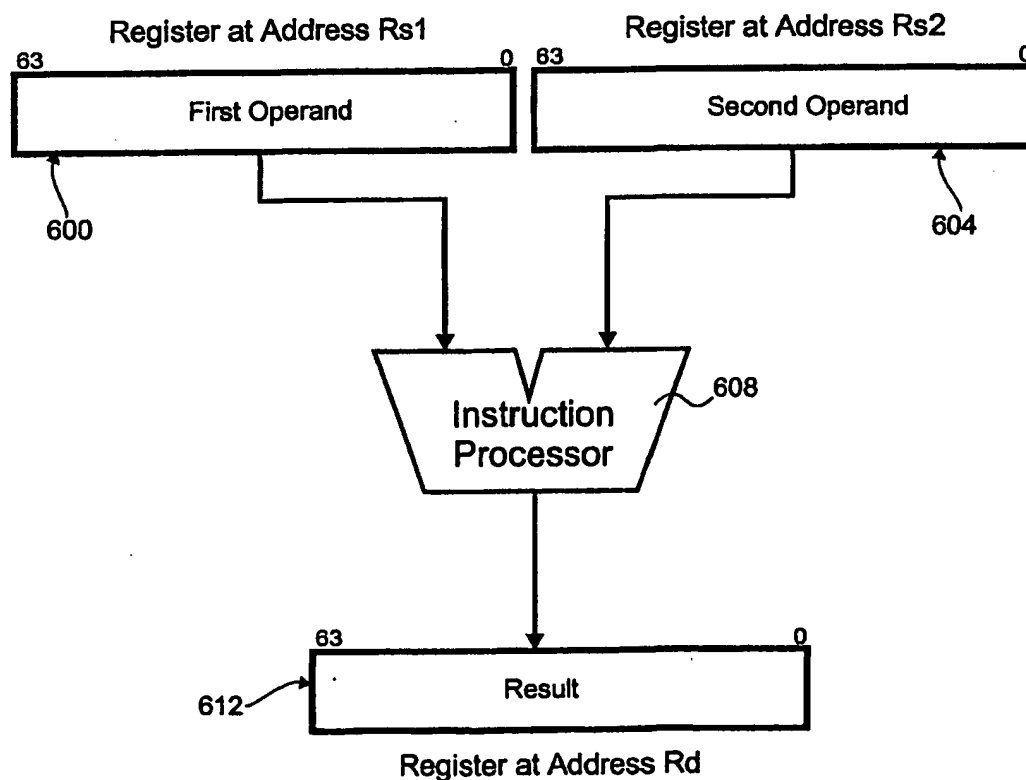 Register at Address Rs1
Register at Address Rs2
63 0
63 0
First Operand
Second Operand
600
604
Instruction
Processor
608
63 0
Result
612
Register at Address Rd